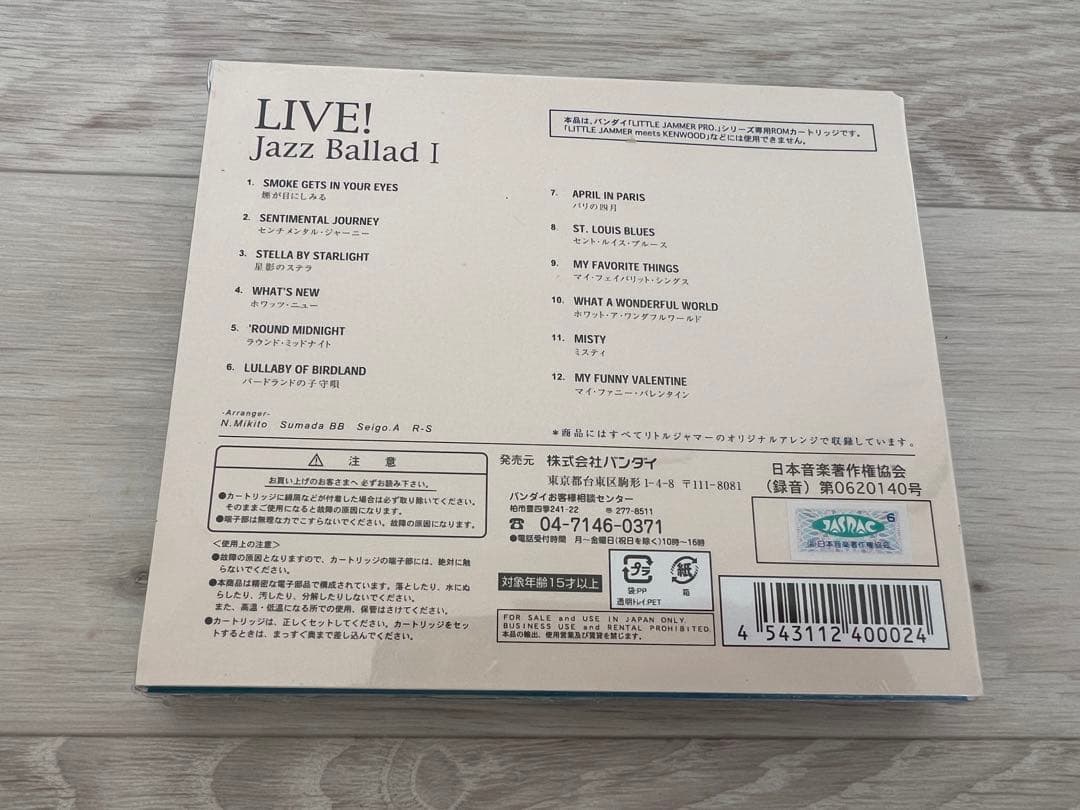 LIVE!
Jazz Ballad I
本品は、バンダイ「LITTLE JAMMER PRO.」シリーズ専用ROMカートリッジです。
「LITTLE JAMMER meets KENWOOD」などには使用できません。
1. SMOKE GETS IN YOUR EYES
煙が目にしみる
2. SENTIMENTAL JOURNEY
センチメンタル・ジャーニー
3. STELLA BY STARLIGHT
星影のステラ
4. WHAT'S NEW
ホワッツ・ニュー
5. 'ROUND MIDNIGHT
ラウンド・ミッドナイト
6. LULLABY OF BIRDLAND
バードランドの子守唄
7. APRIL IN PARIS
パリの四月
8. ST. LOUIS BLUES
セント・ルイス・ブルース
9. MY FAVORITE THINGS
マイ・フェイバリット・シングス
10. WHAT A WONDERFUL WORLD
ホワット・ア・ワンダフルワールド
11. MISTY
ミスティ
12. MY FUNNY VALENTINE
マイ・ファニー・バレンタイン
-Arranger-
N.Mikito Sumada BB Seigo.A R-S
*商品にはすべてリトルジャマーのオリジナルアレンジで収録しています。
⚠ 注意
お買い上げのお客さまへ 必ずお読み下さい。
●カートリッジに綿屑などが付着した場合は必ず取り除いてください。
そのままご使用になると故障の原因になります。
●端子部は無理な力でこすらないでください。故障の原因になります。
<使用上の注意>
●故障の原因となりますので、カートリッジの端子部には、絶対に触
らないでください。
●本商品は精密な電子部品で構成されています。落としたり、水にぬ
らしたり、汚したり、分解したりしないでください。
また、高温・低温になる所での使用、保管はさけてください。
●カートリッジは、正しくセットしてください。カートリッジをセッ
トするときは、まっすぐ奥まで差し込んでください。
発売元 株式会社バンダイ
東京都台東区駒形1-4-8 〒111-8081
バンダイお客様相談センター
柏市豊四季241-22 〒277-8511
☎ 04-7146-0371
●電話受付時間 月〜金曜日(祝日を除く)10時〜16時
対象年齢15才以上
プラ
袋:PP
透明トレイ:PET
紙
箱
FOR SALE and USE IN JAPAN ONLY.
BUSINESS USE and RENTAL PROHIBITED.
本品の輸出、使用営業及び賃貸を禁じます。
日本音楽著作権協会
(録音) 第0620140号
6
JASRAC
日本音楽著作権協会
4 543112 400024